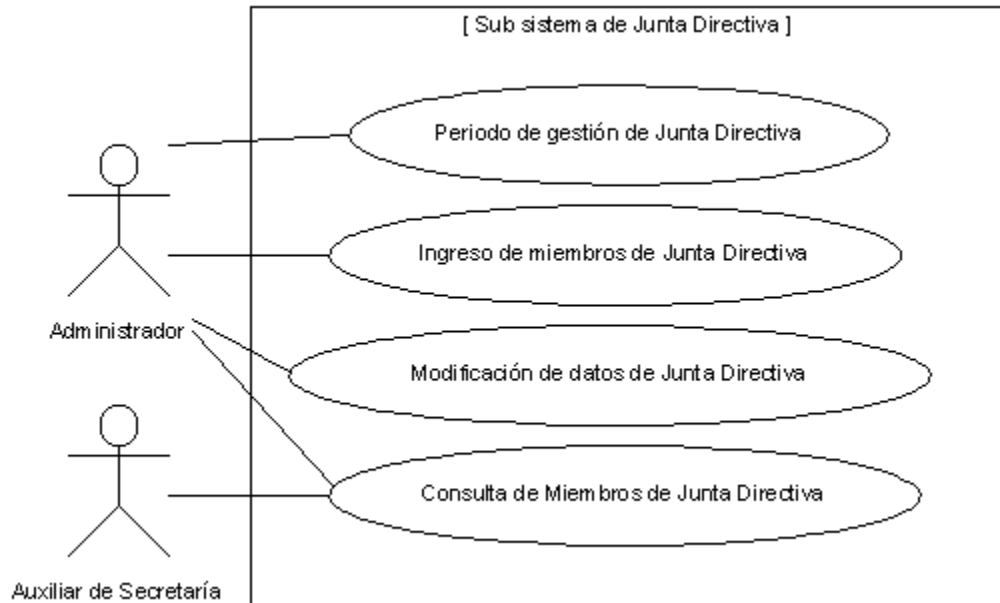 [ Sub sistema de Junta Directiva ]
Periodo de gestión de Junta Directiva
Ingreso de miembros de Junta Directiva
Administrador
Modificación de datos de Junta Directiva
Consulta de Miembros de Junta Directiva
Auxiliar de Secretaría